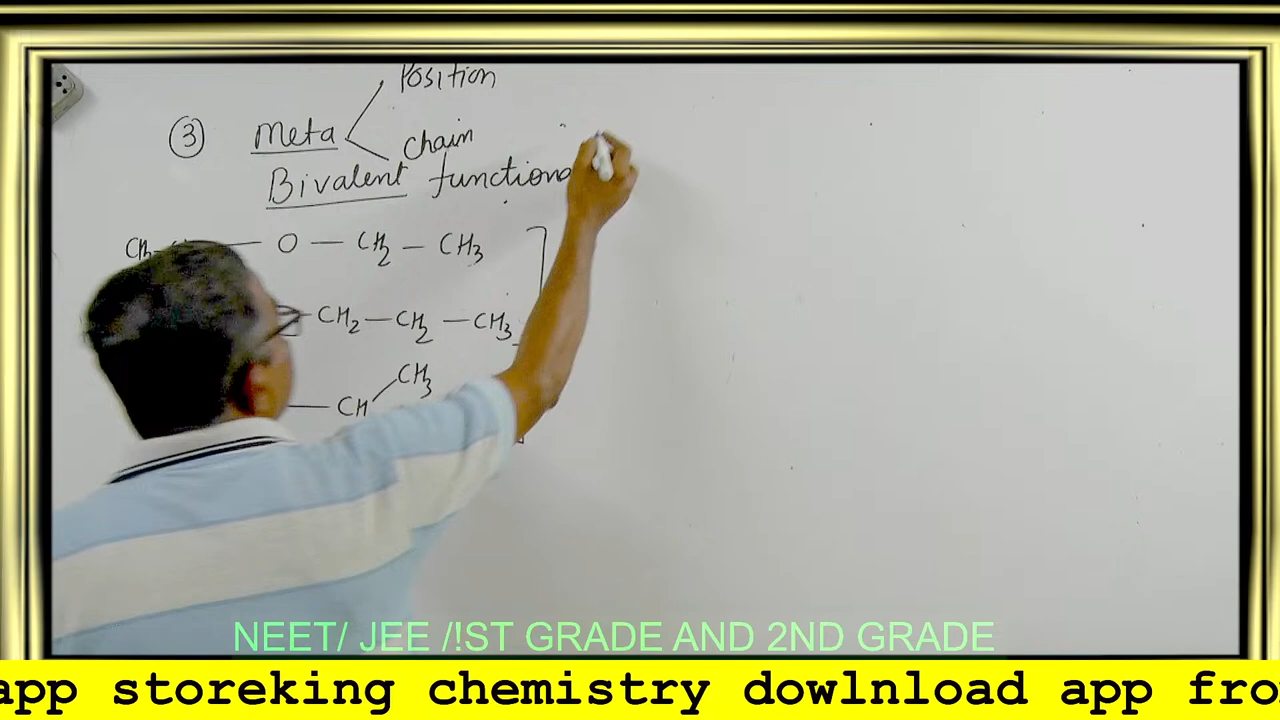 Position
③ Meta
Chain
Bivalent functiona
CH3 — O — CH2 — CH3
CH2 — CH2 — CH3
CH3
— CH
NEET/ JEE /!ST GRADE AND 2ND GRADE
app storeking chemistry dowlnload app fro